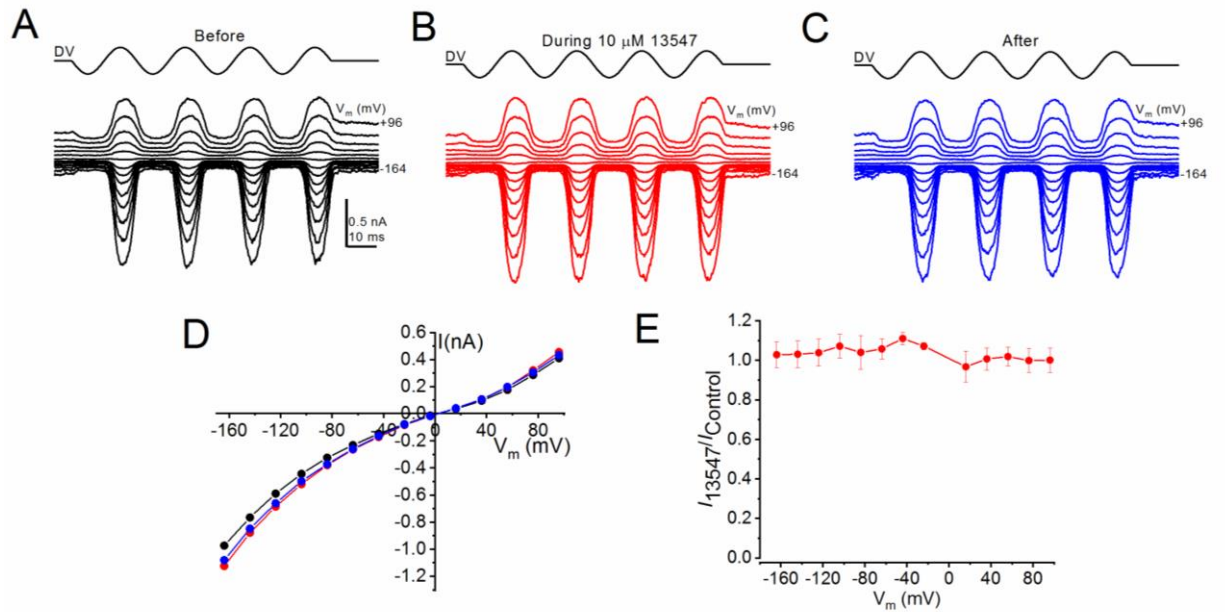 A
Before
DV
Vm (mV)
+96
-164
0.5 nA
10 ms
B
During 10 µM 13547
DV
Vm (mV)
+96
-164
C
After
DV
Vm (mV)
+96
-164
D
I(nA)
0.6
0.4
0.2
0.0
-0.2
-0.4
-0.6
-0.8
-1.0
-1.2
-160 -120 -80 -40 0 40 80
Vm (mV)
E
I13547/IControl
1.2
1.0
0.8
0.6
0.4
0.2
0.0
-160 -120 -80 -40 0 40 80
Vm (mV)